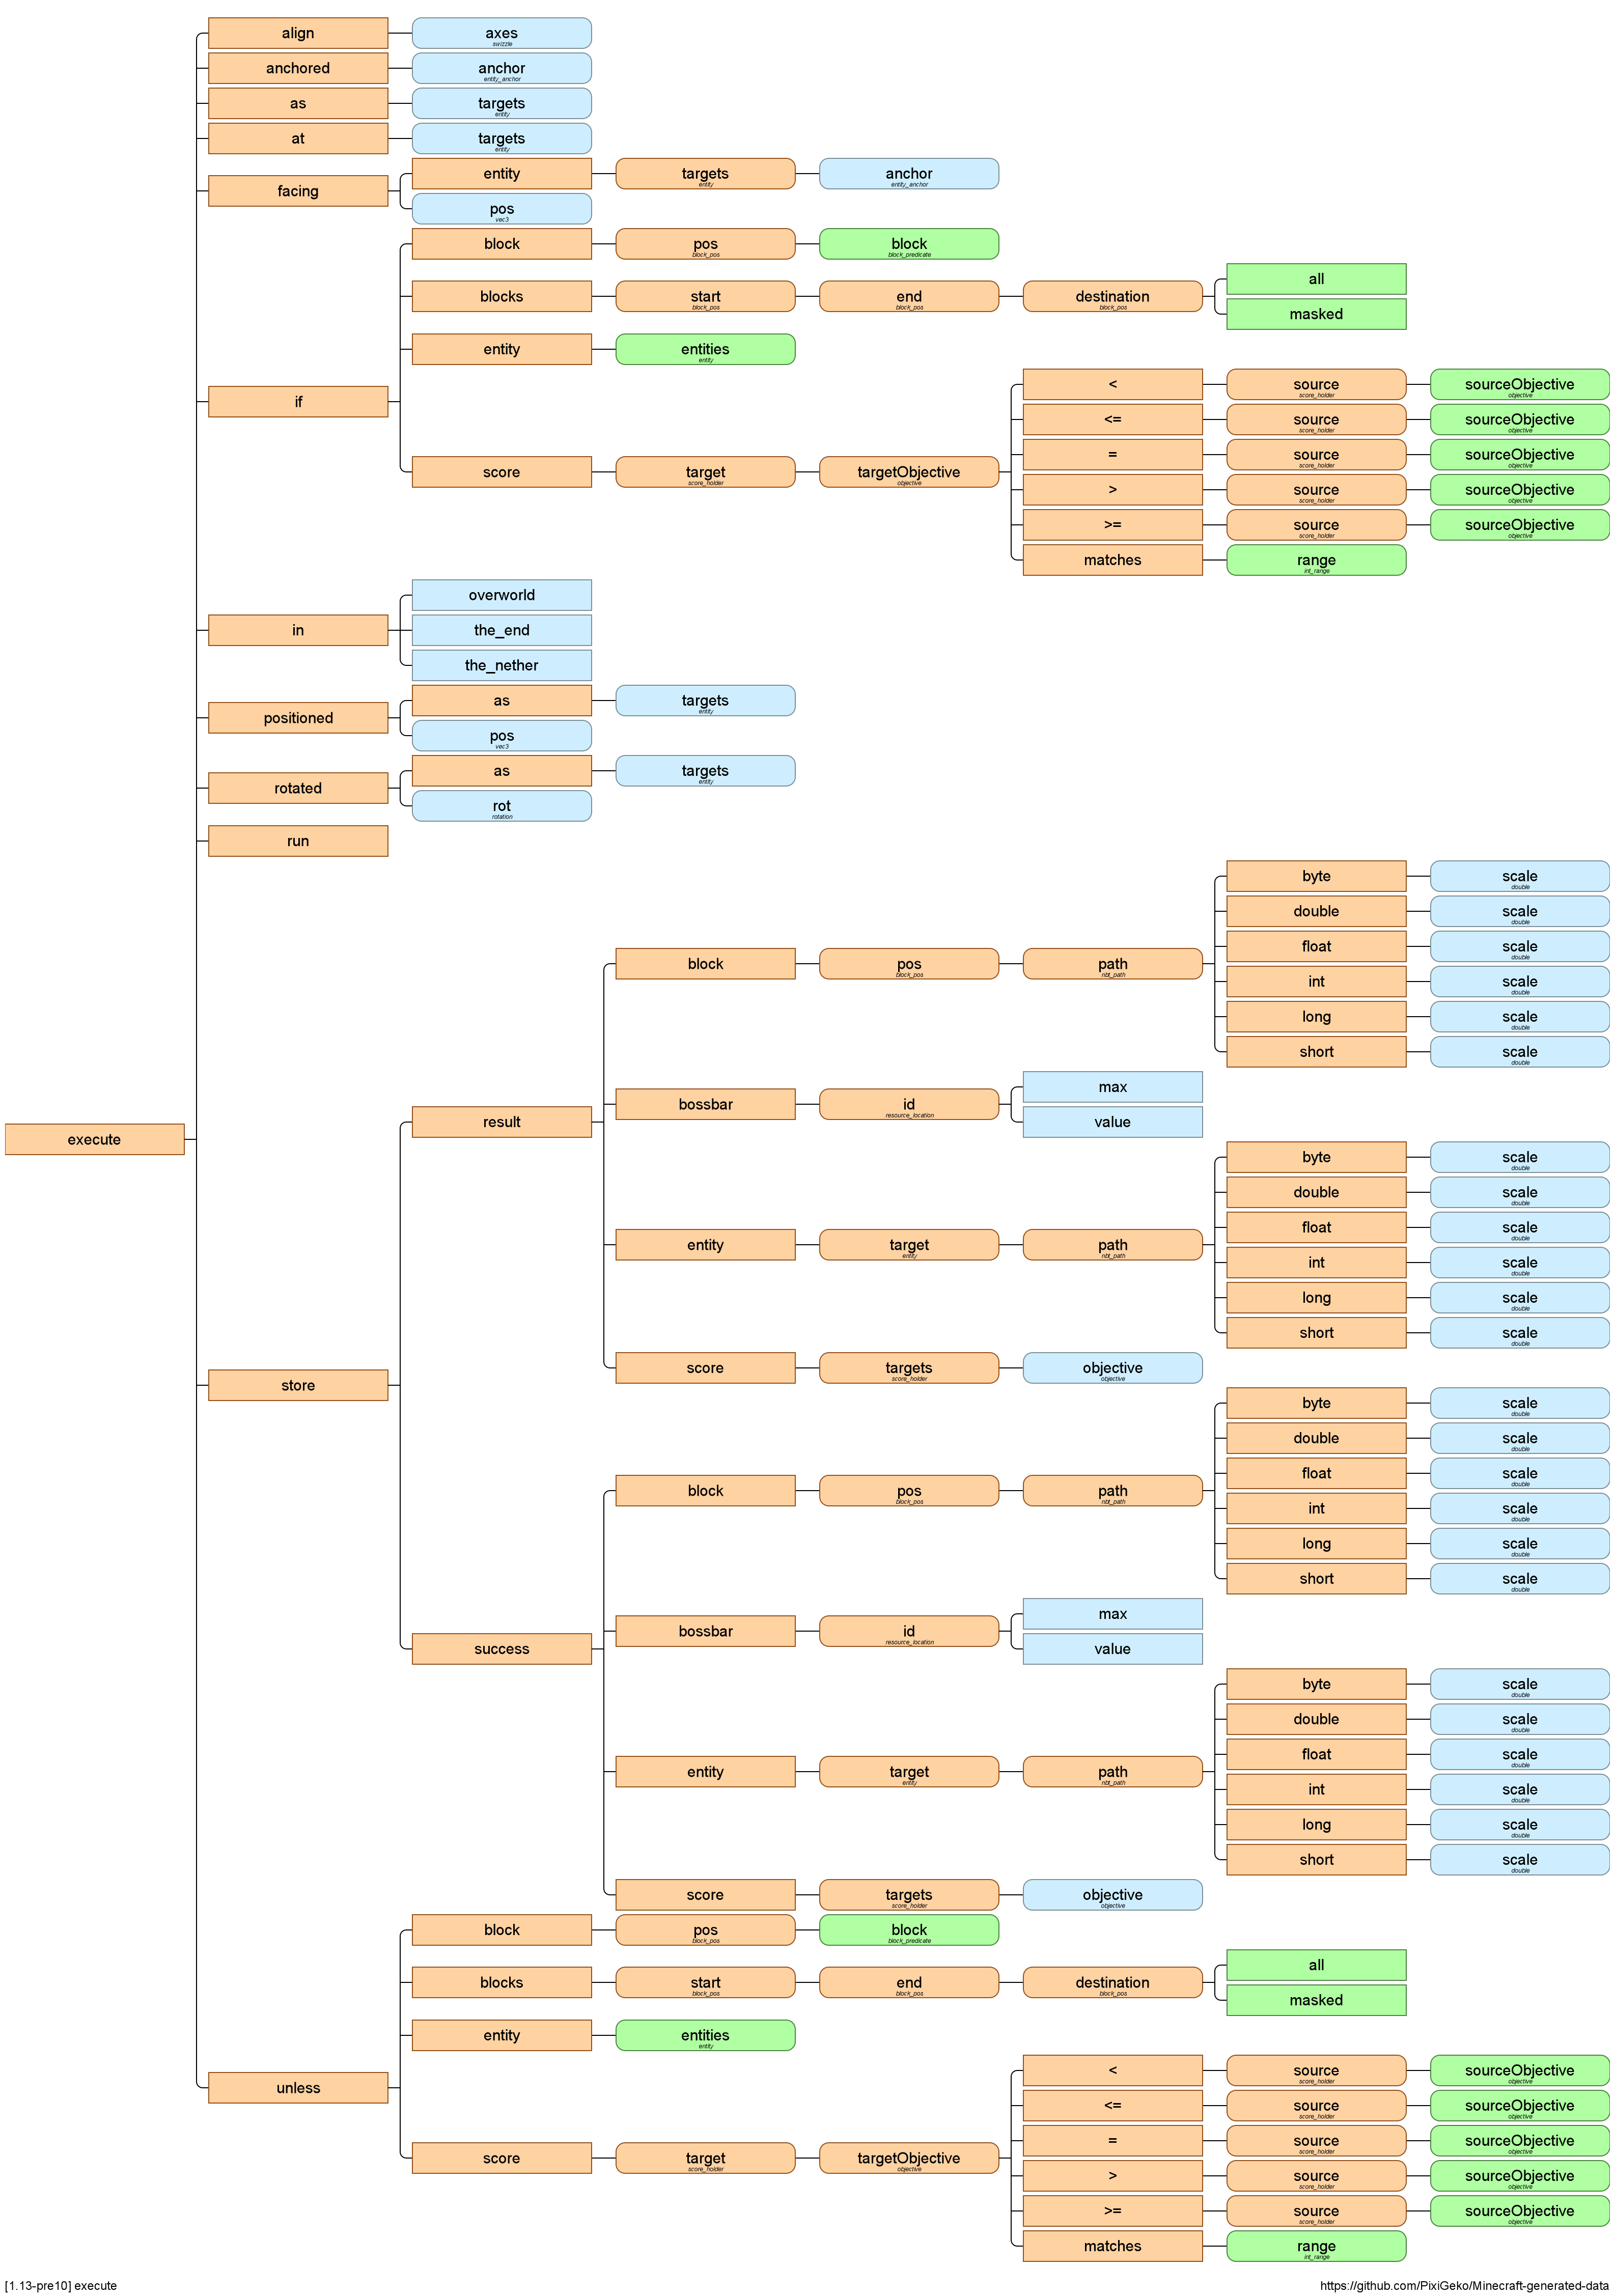 align
axes
swizzle
anchored
anchor
entity_anchor
as
targets
entity
at
targets
entity
facing
entity
targets
entity
anchor
entity_anchor
pos
vec3
if
block
pos
block_pos
block
block_predicate
blocks
start
block_pos
end
block_pos
destination
block_pos
all
masked
entity
entities
entity
score
target
score_holder
targetObjective
objective
<
source
score_holder
sourceObjective
objective
<=
source
score_holder
sourceObjective
objective
=
source
score_holder
sourceObjective
objective
>
source
score_holder
sourceObjective
objective
>=
source
score_holder
sourceObjective
objective
matches
range
int_range
in
overworld
the_end
the_nether
positioned
as
targets
entity
pos
vec3
rotated
as
targets
entity
rot
rotation
run
execute
store
result
block
pos
block_pos
path
nbt_path
byte
scale
double
double
scale
double
float
scale
double
int
scale
double
long
scale
double
short
scale
double
bossbar
id
resource_location
max
value
entity
target
entity
path
nbt_path
byte
scale
double
double
scale
double
float
scale
double
int
scale
double
long
scale
double
short
scale
double
score
targets
score_holder
objective
objective
success
block
pos
block_pos
path
nbt_path
byte
scale
double
double
scale
double
float
scale
double
int
scale
double
long
scale
double
short
scale
double
bossbar
id
resource_location
max
value
entity
target
entity
path
nbt_path
byte
scale
double
double
scale
double
float
scale
double
int
scale
double
long
scale
double
short
scale
double
score
targets
score_holder
objective
objective
unless
block
pos
block_pos
block
block_predicate
blocks
start
block_pos
end
block_pos
destination
block_pos
all
masked
entity
entities
entity
score
target
score_holder
targetObjective
objective
<
source
score_holder
sourceObjective
objective
<=
source
score_holder
sourceObjective
objective
=
source
score_holder
sourceObjective
objective
>
source
score_holder
sourceObjective
objective
>=
source
score_holder
sourceObjective
objective
matches
range
int_range
[1.13-pre10] execute
https://github.com/PixiGeko/Minecraft-generated-data